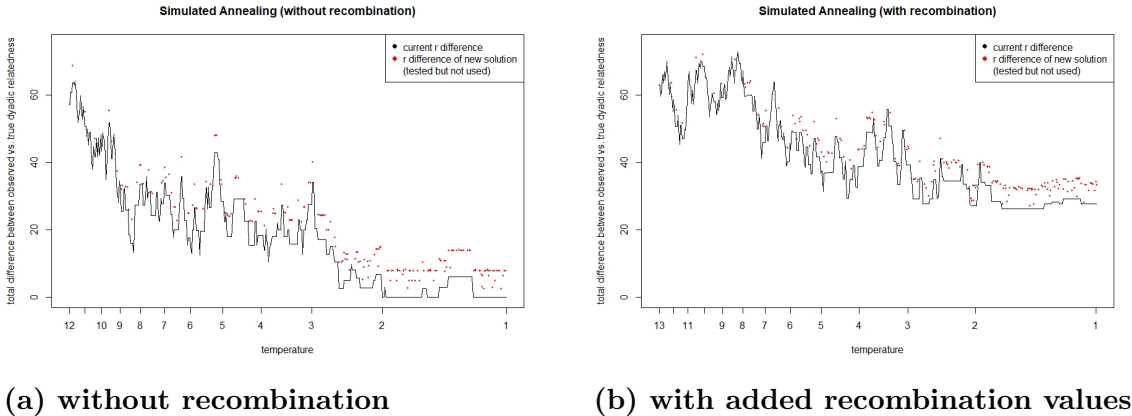 Simulated Annealing (without recombination)
total difference between observed vs. true dyadic relatedness
0 20 40 60
current r difference
r difference of new solution
(tested but not used)
12 10 9 8 7 6 5 4 3 2 1
temperature
(a) without recombination
Simulated Annealing (with recombination)
total difference between observed vs. true dyadic relatedness
0 20 40 60
current r difference
r difference of new solution
(tested but not used)
13 11 9 8 7 6 5 4 3 2 1
temperature
(b) with added recombination values